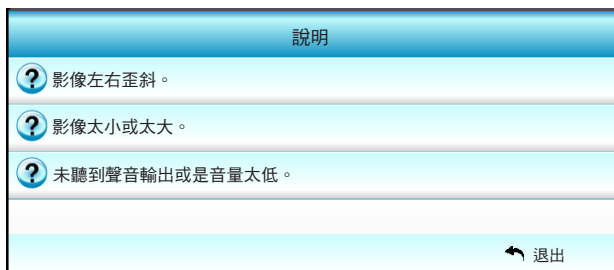 說明
影像左右歪斜。
影像太小或太大。
未聽到聲音輸出或是音量太低。
退出